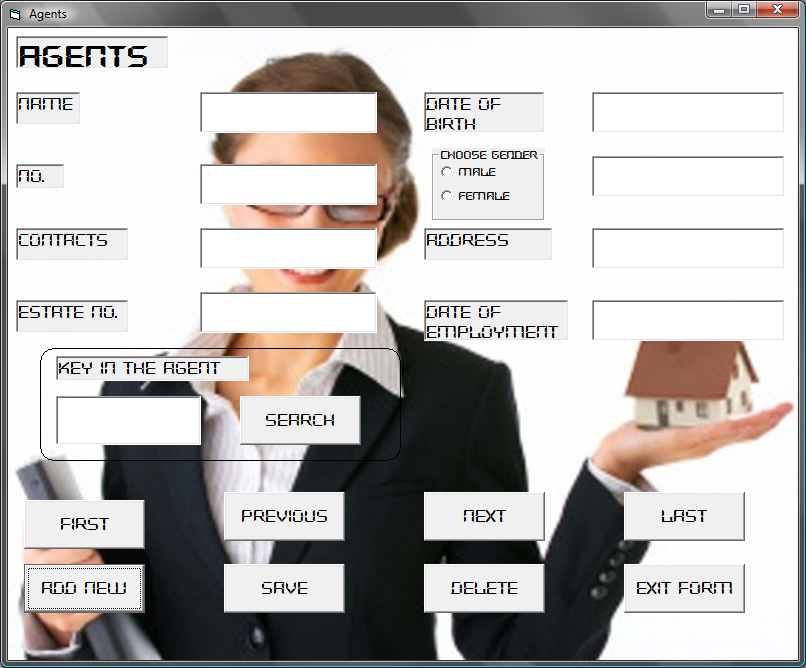 Agents
AGENTS
NAME
DATE OF
BIRTH
CHOOSE GENDER
MALE
FEMALE
NO.
CONTACTS
ADDRESS
ESTATE NO.
DATE OF
EMPLOYMENT
KEY IN THE AGENT
SEARCH
FIRST
PREVIOUS
NEXT
LAST
ADD NEW
SAVE
DELETE
EXIT FORM